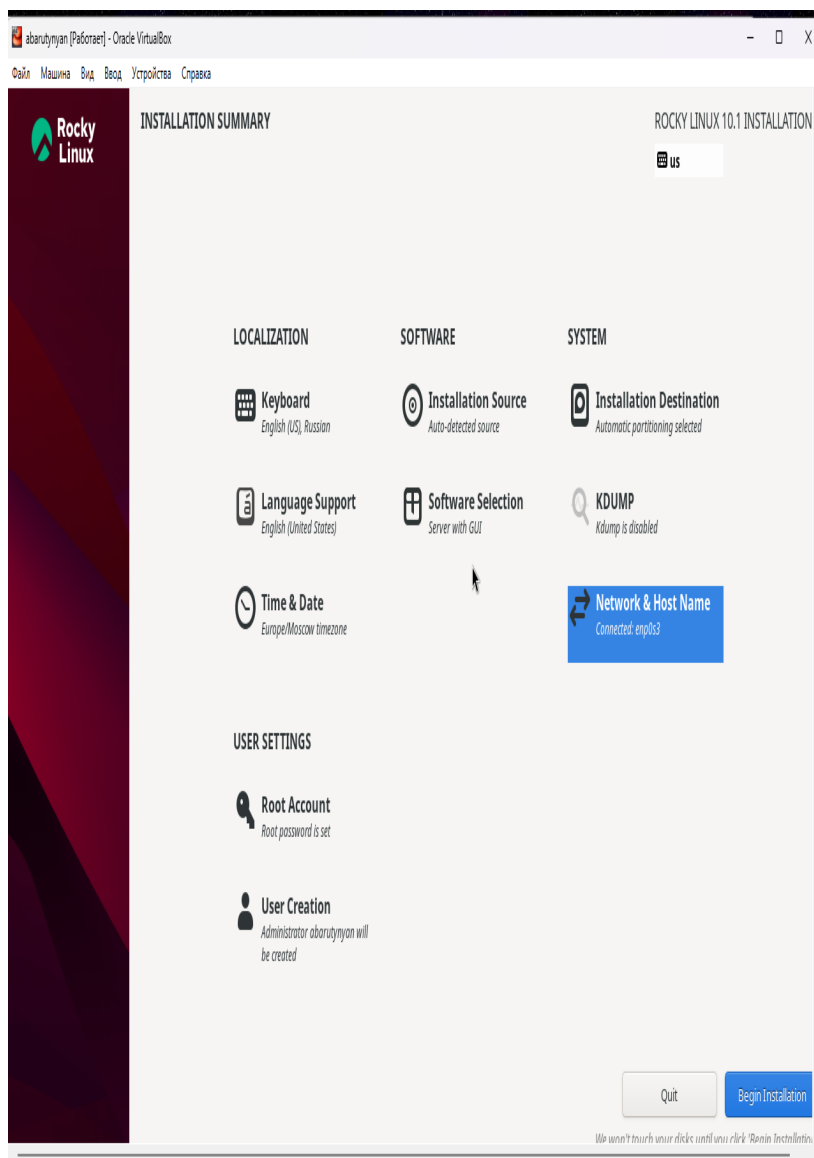 abarutynyan [Работает] - Oracle VirtualBox
Файл Машина Вид Ввод Устройства Справка
Rocky
Linux
INSTALLATION SUMMARY
ROCKY LINUX 10.1 INSTALLATION
us
LOCALIZATION
SOFTWARE
SYSTEM
Keyboard
English (US), Russian
Installation Source
Auto-detected source
Installation Destination
Automatic partitioning selected
Language Support
English (United States)
Software Selection
Server with GUI
KDUMP
Kdump is disabled
Time & Date
Europe/Moscow timezone
Network & Host Name
Connected: enp0s3
USER SETTINGS
Root Account
Root password is set
User Creation
Administrator abarutynyan will
be created
Quit
Begin Installation
We won't touch your disks until you click 'Begin Installatio